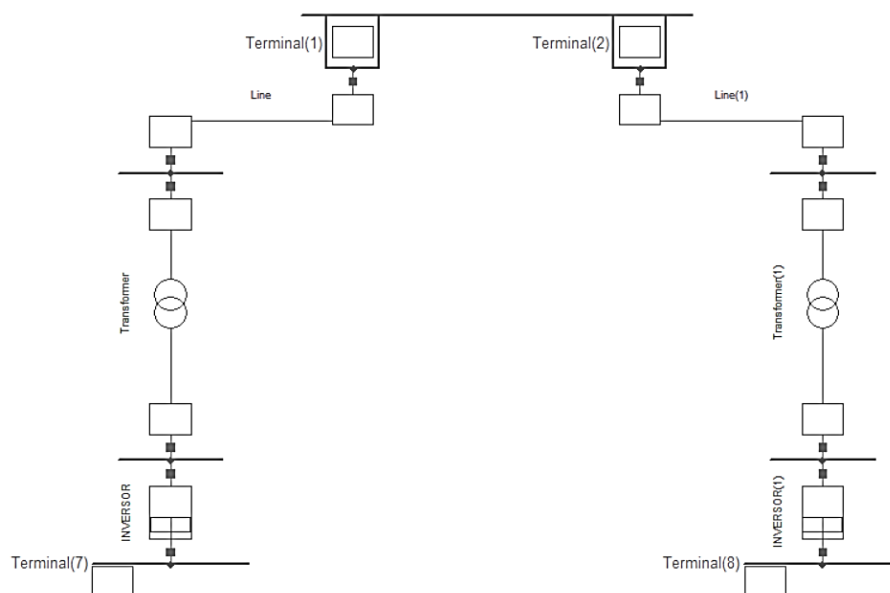 Terminal(1)
Terminal(2)
Line
Line(1)
Transformer
Transformer(1)
INVERSOR
INVERSOR(1)
Terminal(7)
Terminal(8)